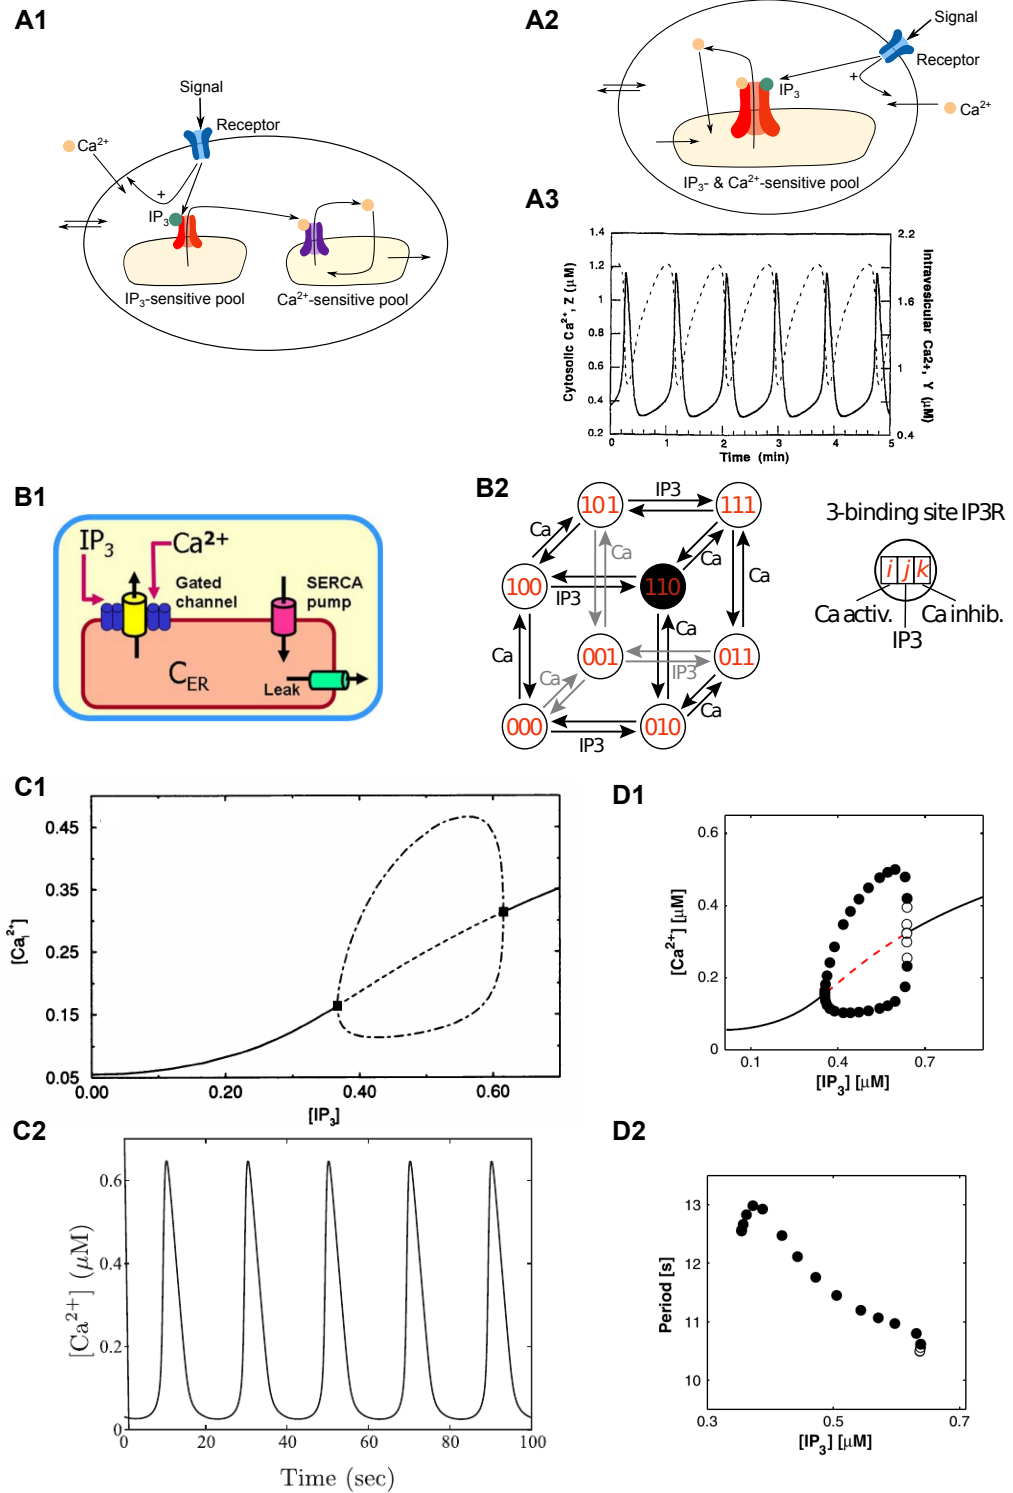 A1
Signal
Receptor
Ca²⁺
+
IP₃
IP₃-sensitive pool
Ca²⁺-sensitive pool
A2
Signal
Receptor
+
IP₃
Ca²⁺
IP₃- & Ca²⁺-sensitive pool
A3
Cytosolic Ca²⁺, Z (μM)
1.4
1.2
1
0.8
0.6
0.4
0.2
0
1
2
3
4
5
Time (min)
2.2
1.6
1
0.4
Intravesicular Ca2+, Y (μM)
B1
IP₃
Ca²⁺
Gated
channel
SERCA
pump
C_ER
Leak
B2
101
IP3
111
Ca
Ca
Ca
Ca
100
IP3
110
Ca
Ca
001
IP3
011
Ca
Ca
000
IP3
010
3-binding site IP3R
i j k
Ca activ.
Ca inhib.
IP3
C1
[Ca²⁺ᵢ]
0.45
0.35
0.25
0.15
0.05
0.00
0.20
0.40
0.60
[IP₃]
D1
[Ca²⁺] [μM]
0.6
0.4
0.2
0
0.1
0.4
0.7
[IP₃] [μM]
C2
[Ca²⁺] (μM)
0.6
0.4
0.2
0
0
20
40
60
80
100
Time (sec)
D2
Period [s]
13
12
11
10
0.3
0.5
0.7
[IP₃] [μM]